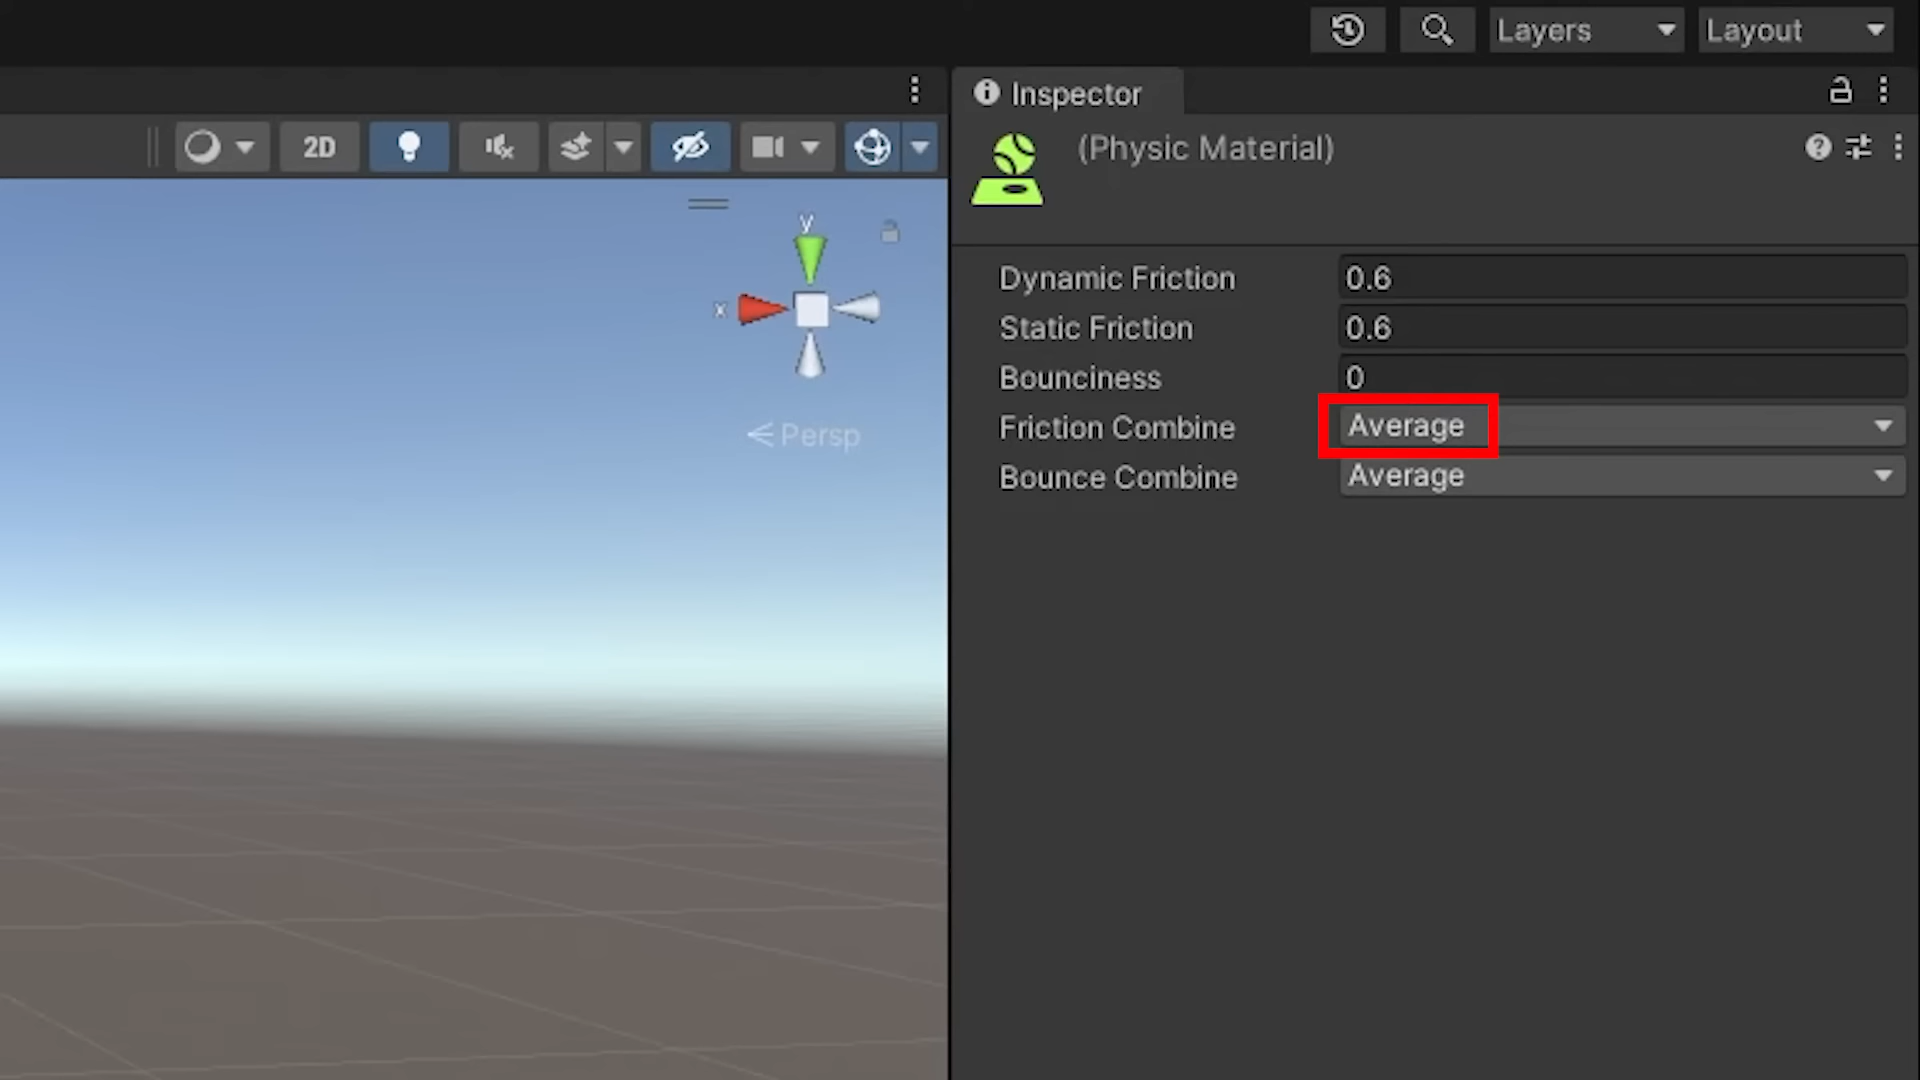 Layers
Layout
Inspector
2D
(Physic Material)
y
x
Persp
Dynamic Friction 0.6
Static Friction 0.6
Bounciness 0
Friction Combine Average
Bounce Combine Average